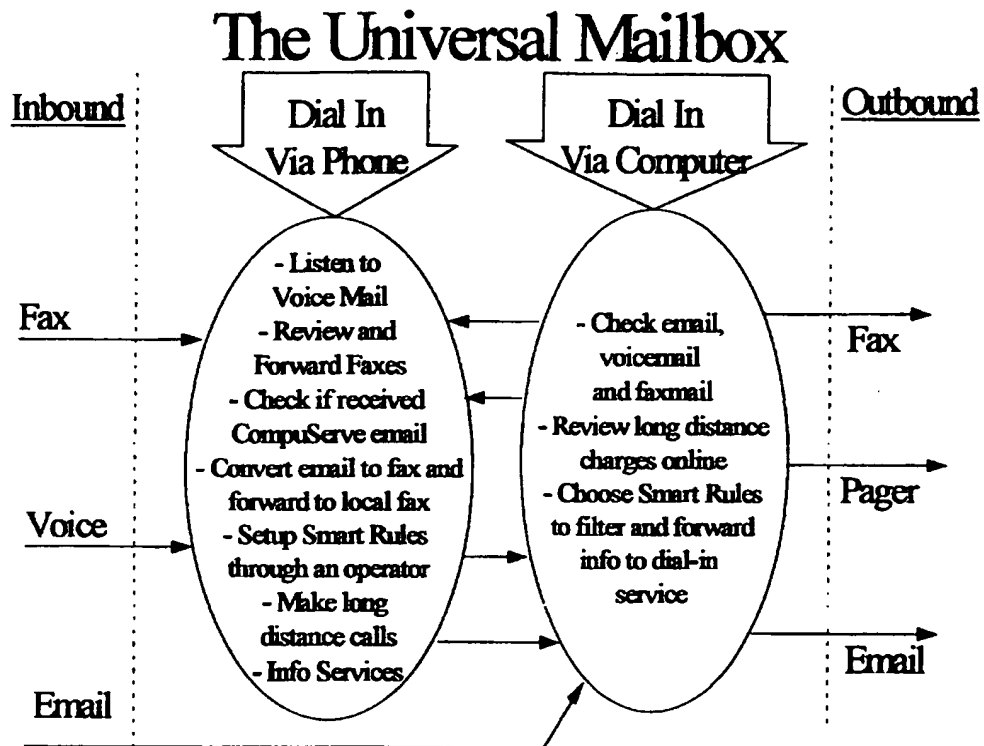 The Universal Mailbox
Inbound
Dial In
Via Phone
Dial In
Via Computer
Outbound
Fax
Voice
Email
- Listen to
Voice Mail
- Review and
Forward Faxes
- Check if received
CompuServe email
- Convert email to fax and
forward to local fax
- Setup Smart Rules
through an operator
- Make long
distance calls
- Info Services
- Check email,
voicemail
and faxmail
- Review long distance
charges online
- Choose Smart Rules
to filter and forward
info to dial-in
service
Fax
Pager
Email